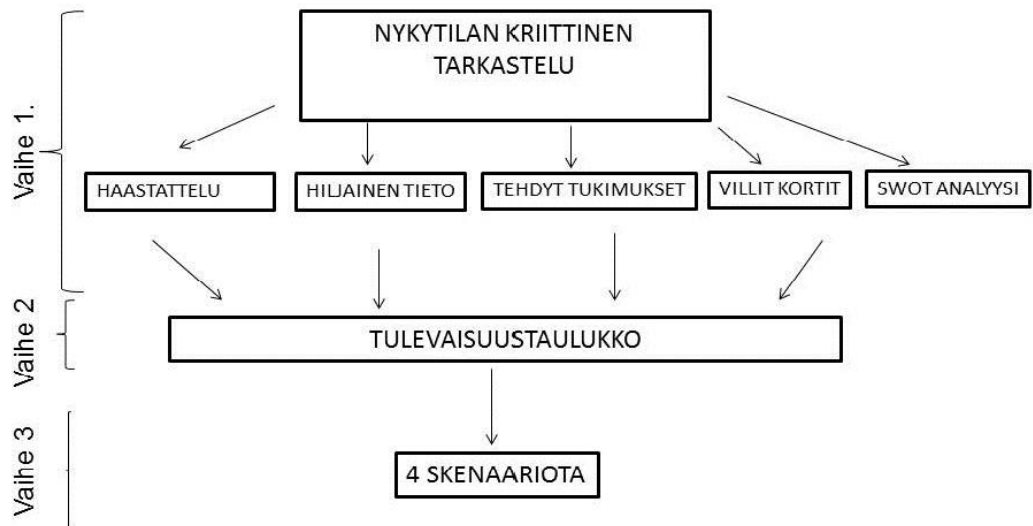 Vaihe 1.
NYKYTILAN KRIITTINEN
TARKASTELU
HAASTATTELU
HILJAINEN TIETO
TEHDYT TUKIMUKSET
VILLIT KORTIT
SWOT ANALYYSI
Vaihe 2
TULEVAISUUSTAULUKKO
Vaihe 3
4 SKENAARIOTA